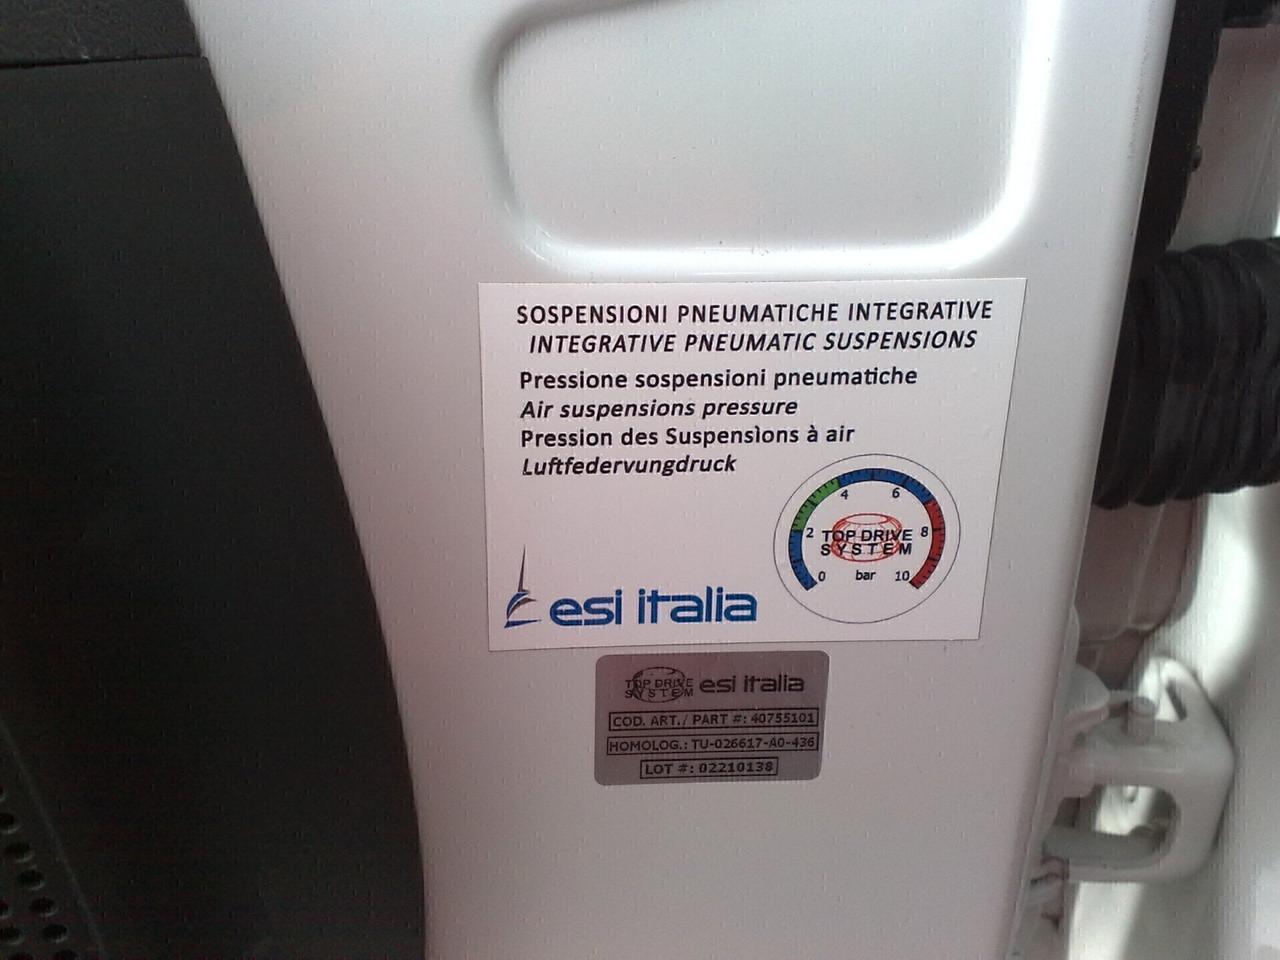 SOSPENSIONI PNEUMATICHE INTEGRATIVE
INTEGRATIVE PNEUMATIC SUSPENSIONS
Pressione sospensioni pneumatiche
Air suspensions pressure
Pression des Suspensìons à air
Luftfedervungdruck
4 6
2 TOP DRIVE 8
SYSTEM
0 bar 10
esi italia
TOP DRIVE
SYSTEM
esi italia
COD. ART./ PART #: 40755101
HOMOLOG.: TU-026617-A0-436
LOT #: 02210138